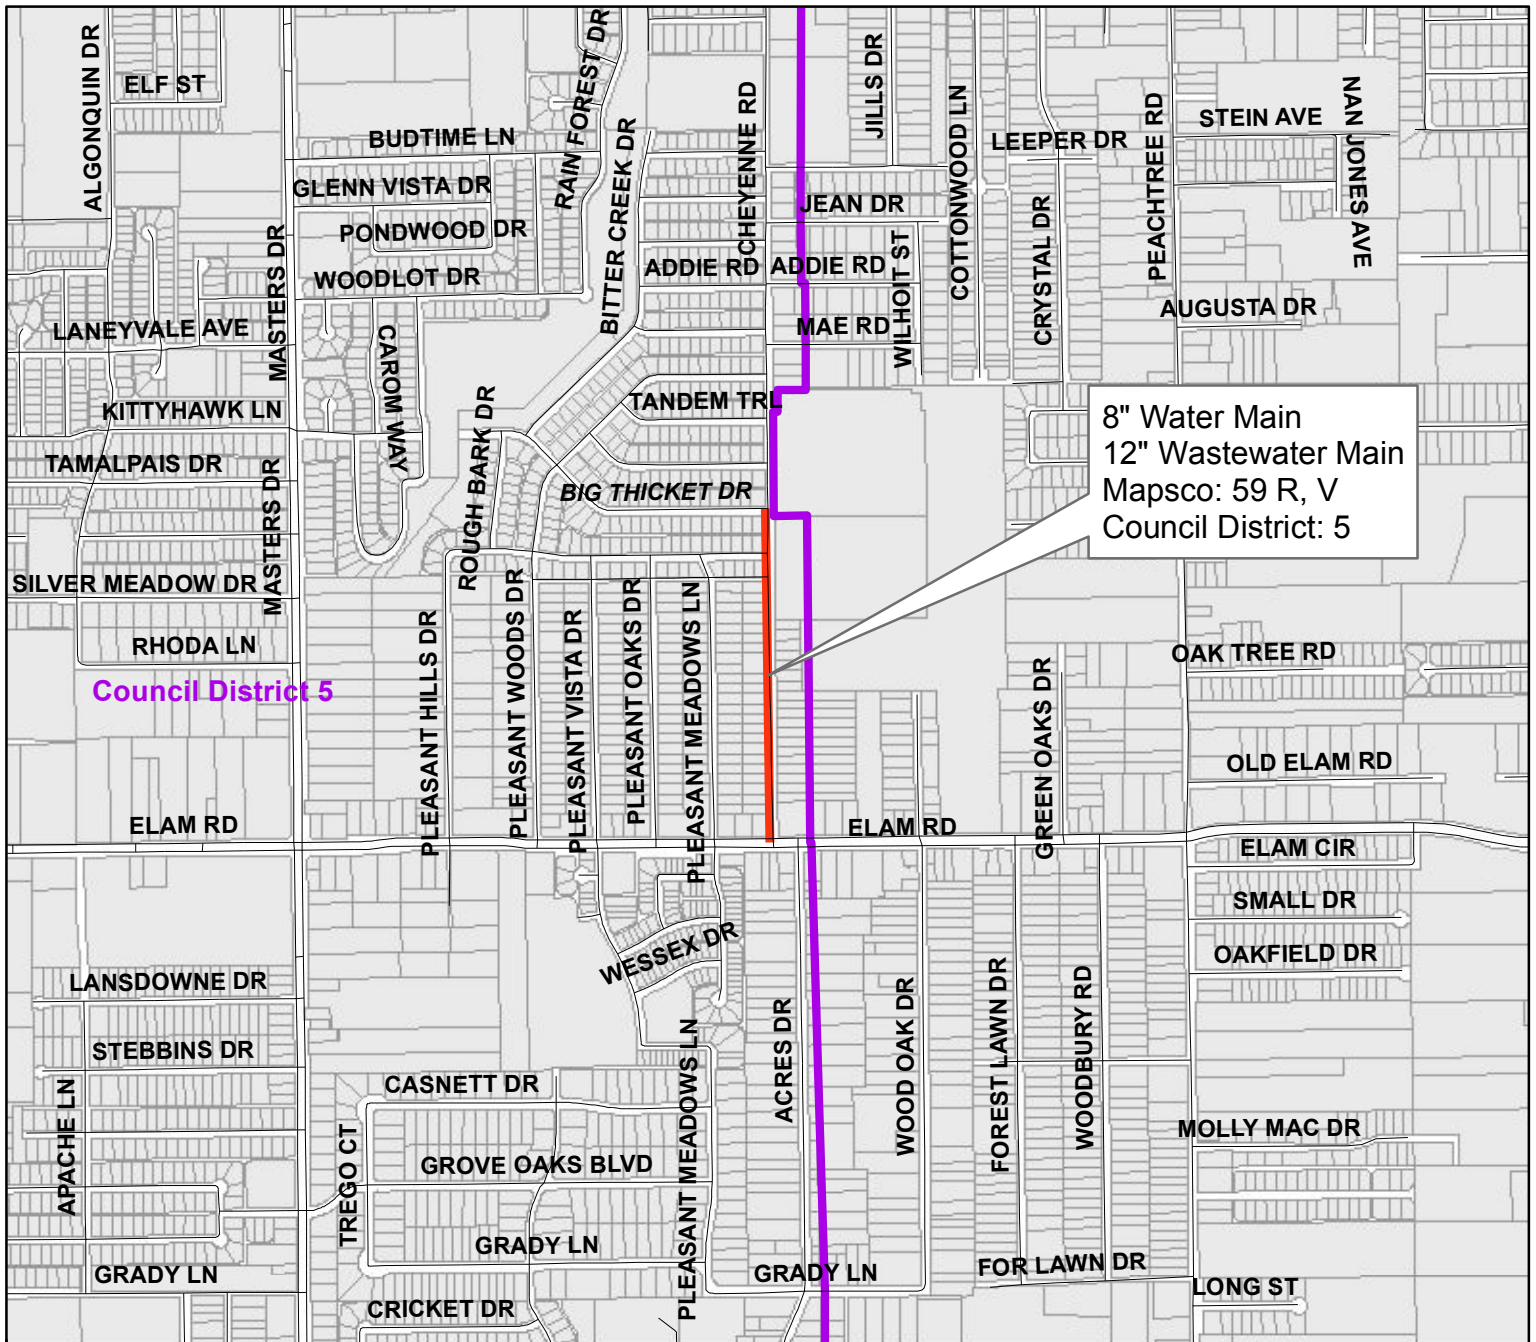 ALGONQUIN DR
ELF ST
RAIN FOREST DR
BUDTIME LN
GLENN VISTA DR
PONDWOOD DR
WOODLOT DR
MASTERS DR
LANEYVALE AVE
BITTER CREEK DR
CHEYENNE RD
JILLS DR
COTTONWOOD LN
LEEPER DR
PEACHTREE RD
STEIN AVE
NAN JONES AVE
JEAN DR
ADDIE RD
ADDIE RD
WILHOIT ST
CRYSTAL DR
MAE RD
AUGUSTA DR
CAROM WAY
KITTYHAWK LN
TANDEM TRL
TAMALPAIS DR
MASTERS DR
ROUGH BARK DR
BIG THICKET DR
8" Water Main
12" Wastewater Main
Mapsco: 59 R, V
Council District: 5
SILVER MEADOW DR
RHODA LN
Council District 5
PLEASANT HILLS DR
PLEASANT WOODS DR
PLEASANT VISTA DR
PLEASANT OAKS DR
PLEASANT MEADOWS LN
OAK TREE RD
GREEN OAKS DR
OLD ELAM RD
ELAM RD
ELAM RD
ELAM CIR
SMALL DR
OAKFIELD DR
WESSEX DR
LANSDOWNE DR
STEBBINS DR
APACHE LN
CASNETT DR
TREGO CT
GROVE OAKS BLVD
GRADY LN
PLEASANT MEADOWS LN
ACRES DR
WOOD OAK DR
FOREST LAWN DR
WOODBURY RD
MOLLY MAC DR
GRADY LN
GRADY LN
FOR LAWN DR
LONG ST
CRICKET DR